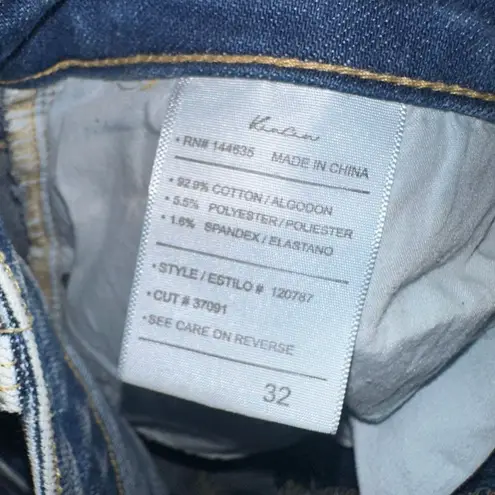 KanCan
• RN# 144635 MADE IN CHINA
• 92.9% COTTON / ALGODON
• 5.5% POLYESTER / POLIESTER
• 1.6% SPANDEX / ELASTANO
• STYLE / ESTILO # 120787
• CUT # 37091
•SEE CARE ON REVERSE
32